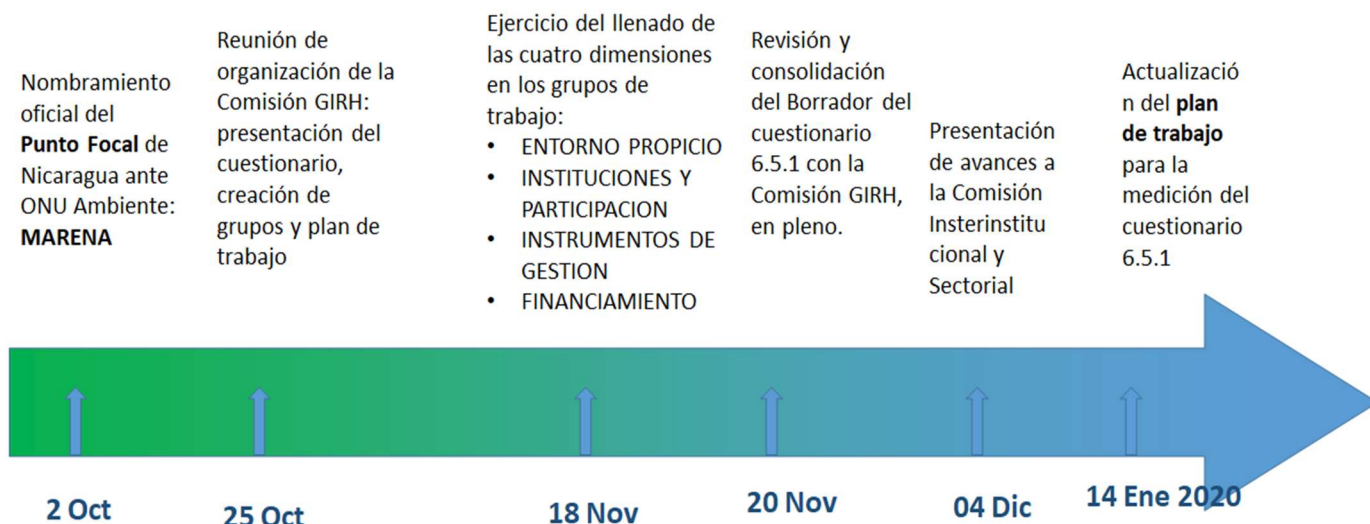 Nombramiento
oficial del
Punto Focal de
Nicaragua ante
ONU Ambiente:
MARENA
Reunión de
organización de la
Comisión GIRH:
presentación del
cuestionario,
creación de
grupos y plan de
trabajo
Ejercicio del llenado de
las cuatro dimensiones
en los grupos de
trabajo:
• ENTORNO PROPICIO
• INSTITUCIONES Y
PARTICIPACION
• INSTRUMENTOS DE
GESTION
• FINANCIAMIENTO
Revisión y
consolidación
del Borrador del
cuestionario
6.5.1 con la
Comisión GIRH,
en pleno.
Presentación
de avances a
la Comisión
Insterinstitu
cional y
Sectorial
Actualizació
n del plan
de trabajo
para la
medición del
cuestionario
6.5.1
2 Oct
25 Oct
18 Nov
20 Nov
04 Dic
14 Ene 2020